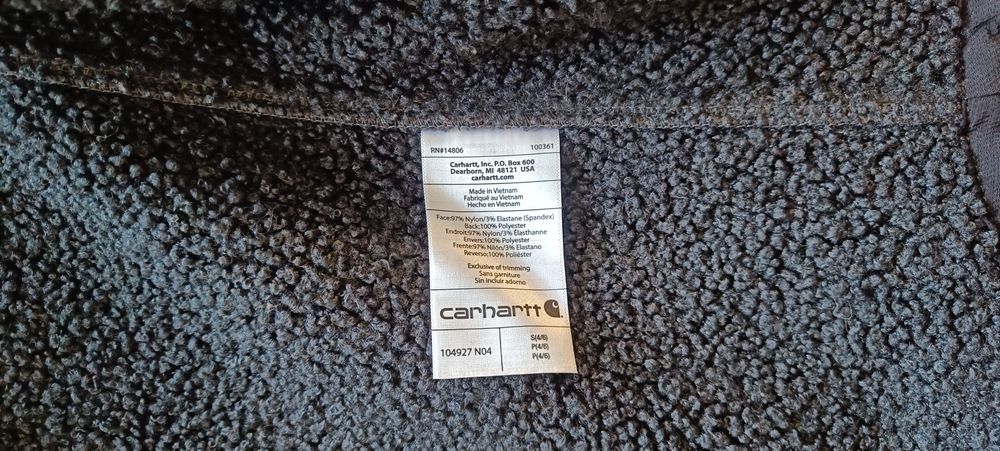 RN#14806 100361
Carhartt, Inc. P.O. Box 600
Dearborn, MI 48121 USA
carhartt.com
Made in Vietnam
Fabriqué au Vietnam
Hecho en Vietnam
Face:97% Nylon/3% Elastane (Spandex)
Back:100% Polyester
Endroit:97% Nylon/3% Élasthanne
Envers:100% Polyester
Frente:97% Nilón/3% Elastano
Reverso:100% Poliéster
Exclusive of trimming
Sans garniture
Sin incluir adorno
carhartt
104927 N04
S(4/6)
P(4/6)
P(4/6)